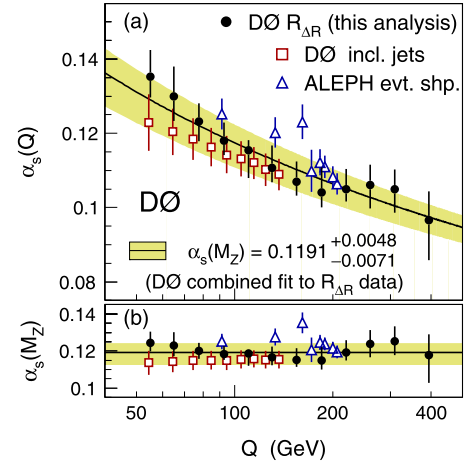 (a)
DØ R_ΔR (this analysis)
DØ incl. jets
ALEPH evt. shp.
α_s(Q)
0.14
0.12
0.1
0.08
DØ
α_s(M_Z) = 0.1191 +0.0048 −0.0071
(DØ combined fit to R_ΔR data)
(b)
α_s(M_Z)
0.14
0.12
0.1
50 100 200 400
Q (GeV)